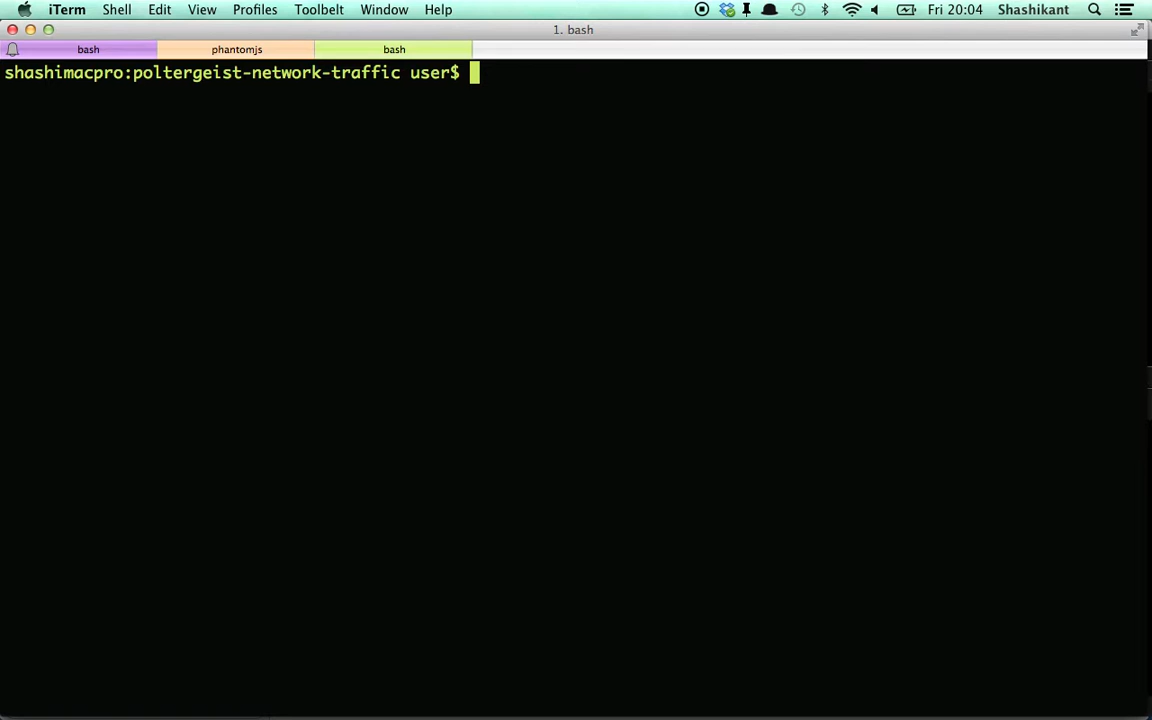 iTerm Shell Edit View Profiles Toolbelt Window Help Fri 20:04 Shashikant
1. bash
bash phantomjs bash
shashimacpro:poltergeist-network-traffic user$